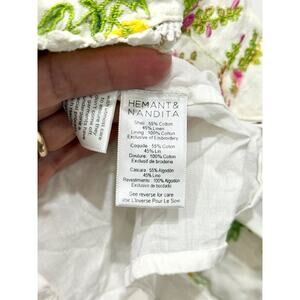 HEMANT &
NANDITA
Shell : 55% Cotton
45% Linen
Lining : 100% Cotton
Exclusive of Embroidery
Coquille : 55% Coton
45% Lin
Doublure : 100% Coton
Exclusif de broderie
Cáscara : 55% Algodón
45% Lino
Revestimiento : 100% Algodón
Exclusivo de bordado
See reverse for care
Voir L'inverse Pour Le Soin